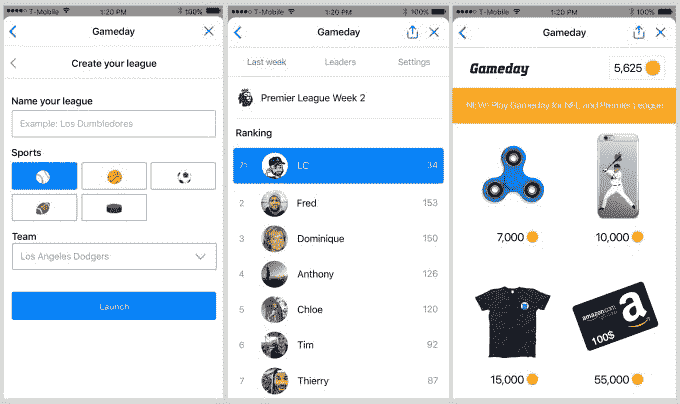 T-Mobile 1:20 PM 100%
Gameday
Create your league
Name your league
Example: Los Dumbledores
Sports
Team
Los Angeles Dodgers
Launch
T-Mobile 1:20 PM 100%
Gameday
Last week Leaders Settings
Premier League Week 2
Ranking
LC 34
2 Fred 153
3 Dominique 150
4 Anthony 126
5 Chloe 120
6 Tim 92
7 Thierry 87
T-Mobile 1:20 PM 100%
Gameday
Gameday 5,625
NEW! Play Gameday for NFL and Premier League
7,000 10,000
amazon.com
a
100$
15,000 55,000